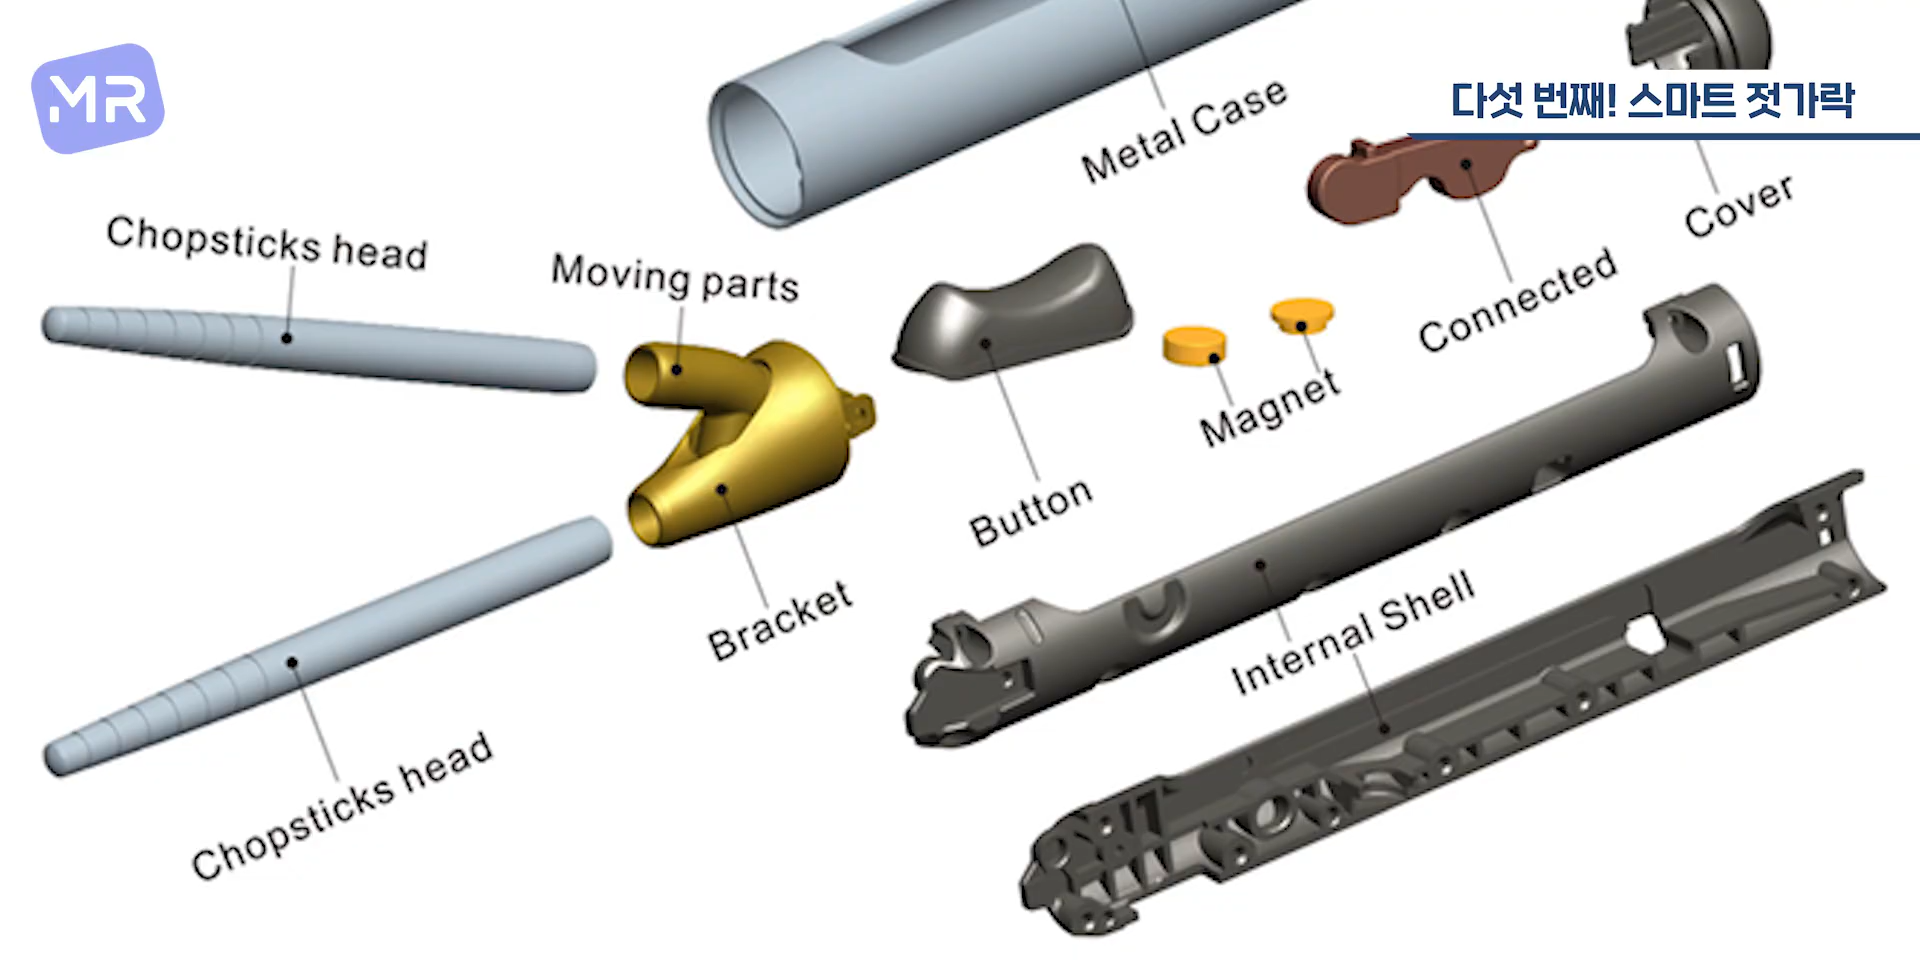 MR
다섯 번째! 스마트 젓가락
Metal Case
Cover
Chopsticks head
Moving parts
Connected
Magnet
Button
Bracket
Internal Shell
Chopsticks head